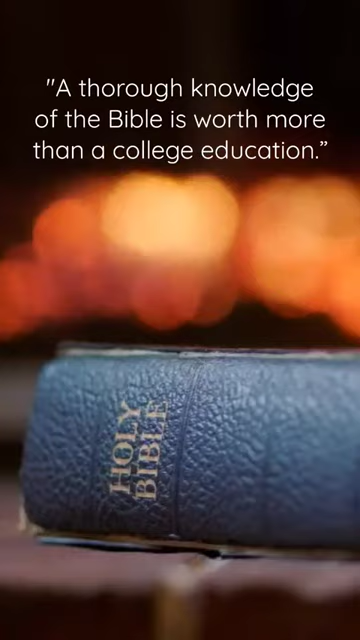 "A thorough knowledge
of the Bible is worth more
than a college education.”
HOLY
BIBLE